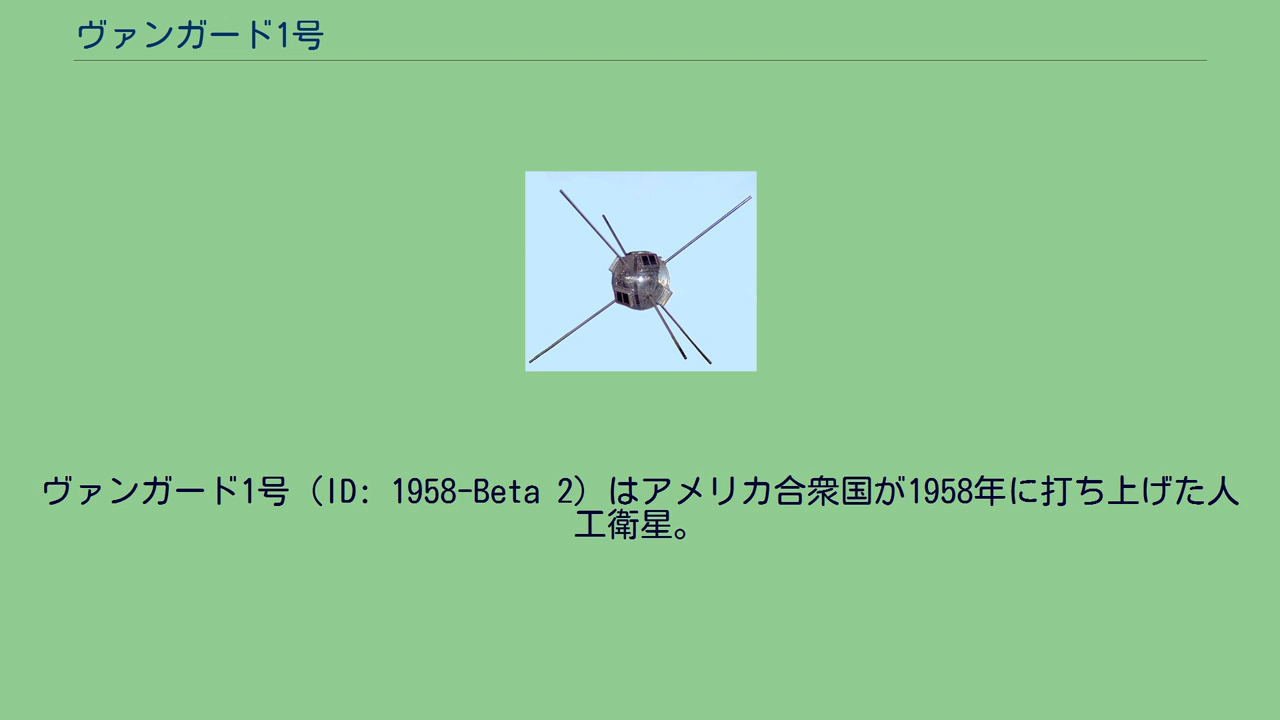 ヴァンガード1号
ヴァンガード1号（ID: 1958-Beta 2）はアメリカ合衆国が1958年に打ち上げた人
工衛星。